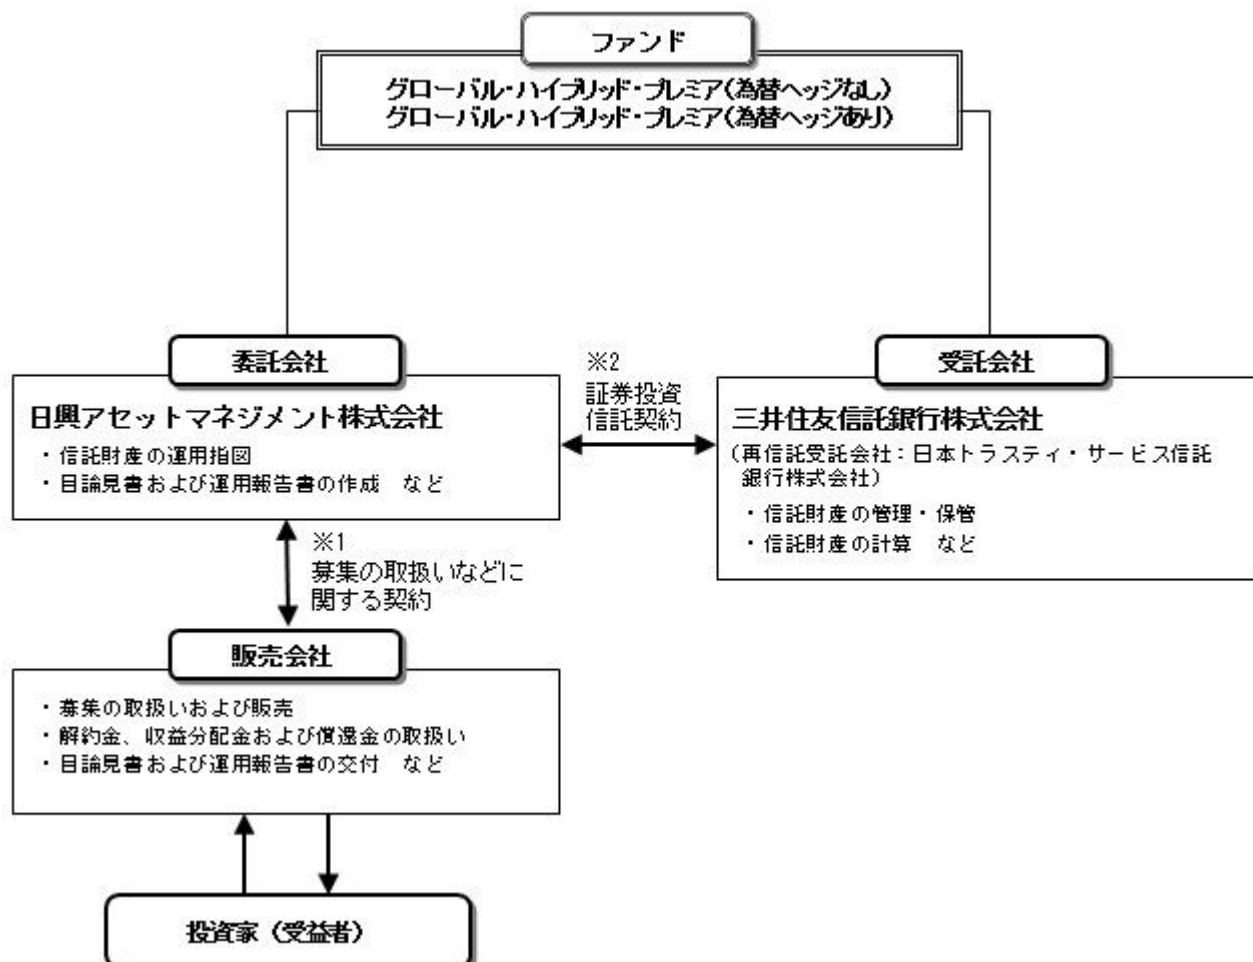 ファンド
グローバル・ハイブリッド・プレミア(為替ヘッジなし)
グローバル・ハイブリッド・プレミア(為替ヘッジあり)
委託会社
日興アセットマネジメント株式会社
・信託財産の運用指図
・目論見書および運用報告書の作成　など
※2
証券投資
信託契約
受託会社
三井住友信託銀行株式会社
（再信託受託会社：日本トラスティ・サービス信託
銀行株式会社）
・信託財産の管理・保管
・信託財産の計算　など
※1
募集の取扱いなどに
関する契約
販売会社
・募集の取扱いおよび販売
・解約金、収益分配金および償還金の取扱い
・目論見書および運用報告書の交付　など
投資家（受益者）